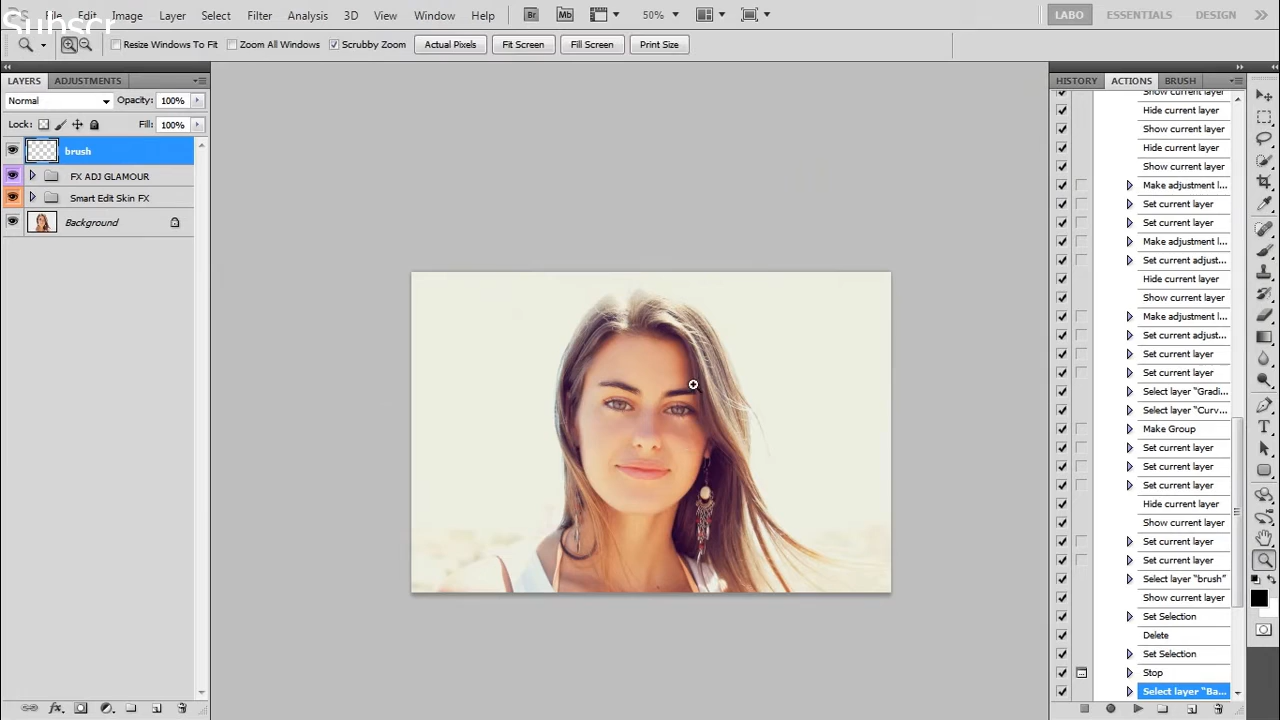 Subscr
Edit Image Layer Select Filter Analysis 3D View Window Help Br Mb 50% LABO ESSENTIALS DESIGN
Resize Windows To Fit Zoom All Windows Scrubby Zoom Actual Pixels Fit Screen Fill Screen Print Size
LAYERS ADJUSTMENTS
Normal Opacity: 100%
Lock: Fill: 100%
brush
FX ADJ GLAMOUR
Smart Edit Skin FX
Background
HISTORY ACTIONS BRUSH
Show current layer
Hide current layer
Show current layer
Hide current layer
Show current layer
Make adjustment l...
Set current layer
Set current layer
Make adjustment l...
Set current adjust...
Hide current layer
Show current layer
Make adjustment l...
Set current adjust...
Set current layer
Set current layer
Select layer "Gradi...
Select layer "Curv...
Make Group
Set current layer
Set current layer
Set current layer
Hide current layer
Show current layer
Set current layer
Set current layer
Select layer "brush"
Show current layer
Set Selection
Delete
Set Selection
Stop
Select layer "Ba...